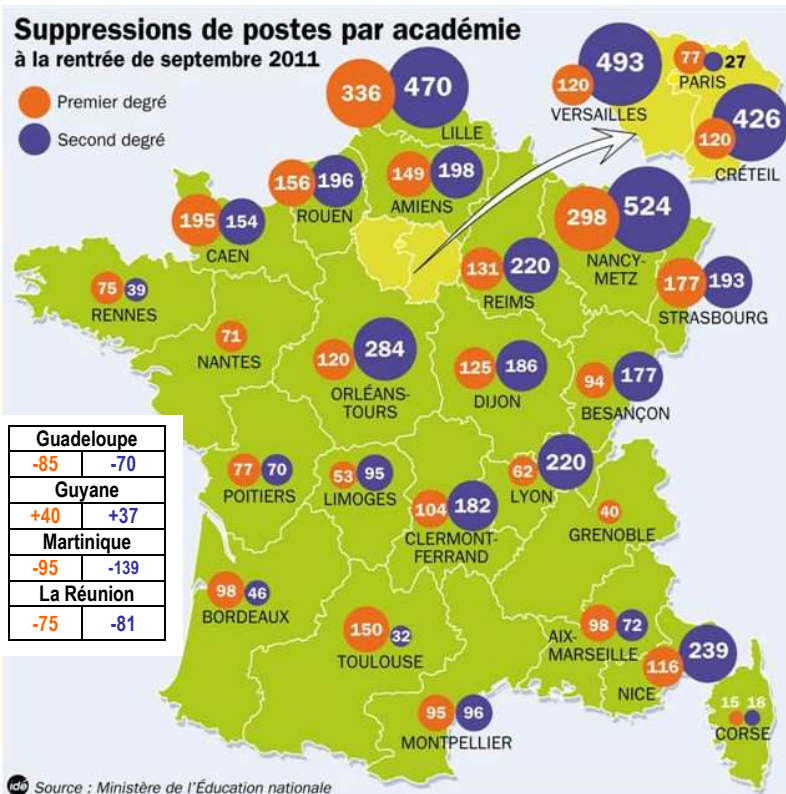 Suppressions de postes par académie
à la rentrée de septembre 2011
Premier degré
Second degré
336 470
LILLE
493
120
VERSAILLES
77 27
PARIS
426
120
CRÉTEIL
156 196
ROUEN
149 198
AMIENS
195 154
CAEN
298 524
NANCY-
METZ
131 220
REIMS
177 193
STRASBOURG
75 39
RENNES
71
NANTES
120 284
ORLÉANS-
TOURS
125 186
DIJON
94 177
BESANÇON
Guadeloupe
-85 -70
Guyane
+40 +37
Martinique
-95 -139
La Réunion
-75 -81
77 70
POITIERS
53 95
LIMOGES
104 182
CLERMONT-
FERRAND
62 220
LYON
40
GRENOBLE
98 46
BORDEAUX
150 32
TOULOUSE
98 72
AIX-
MARSEILLE
116 239
NICE
95 96
MONTPELLIER
15 18
CORSE
idé Source : Ministère de l'Éducation nationale